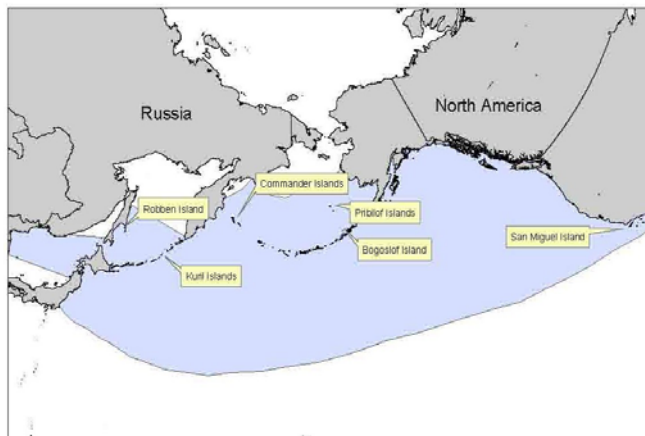 Russia
North America
Commander Islands
Robben Island
Pribilof Islands
San Miguel Island
Bogoslof Island
Kuril Islands